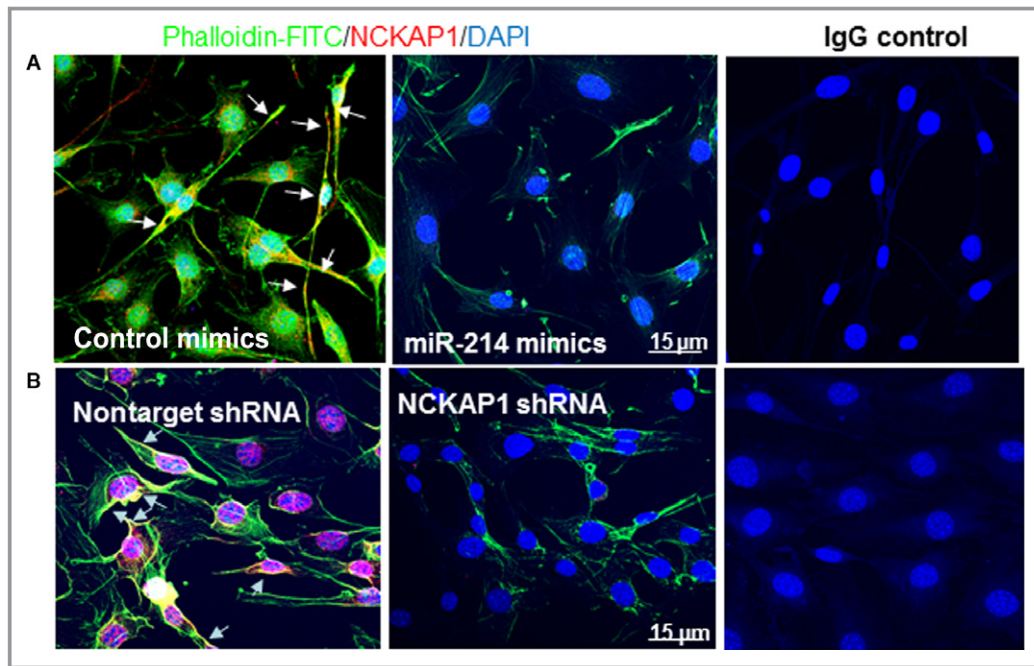 Phalloidin-FITC/NCKAP1/DAPI
IgG control
A
Control mimics
miR-214 mimics
15 µm
B
Nontarget shRNA
NCKAP1 shRNA
15 µm